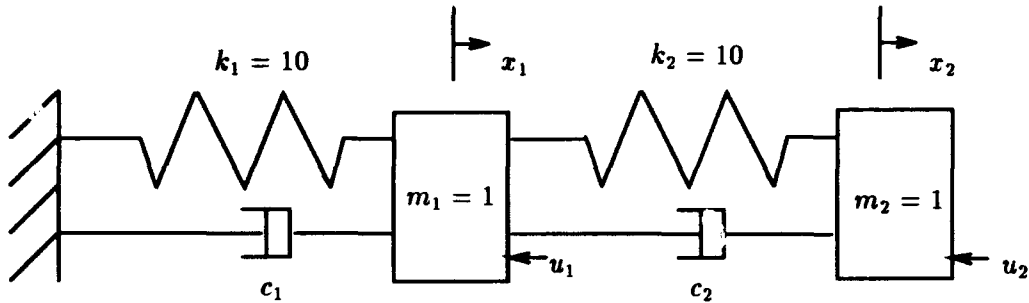 k₁ = 10
x₁
k₂ = 10
x₂
m₁ = 1
m₂ = 1
u₁
u₂
c₁
c₂